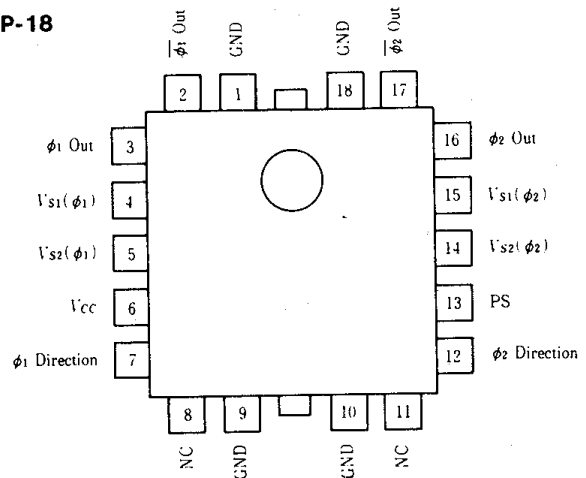 P-18
φ̅1̅ Out
GND
GND
φ̅2̅ Out
2
1
18
17
φ1 Out
3
16
φ2 Out
VS1(φ1)
4
15
VS1(φ2)
VS2(φ1)
5
14
VS2(φ2)
VCC
6
13
PS
φ1 Direction
7
12
φ2 Direction
8
9
10
11
NC
GND
GND
NC